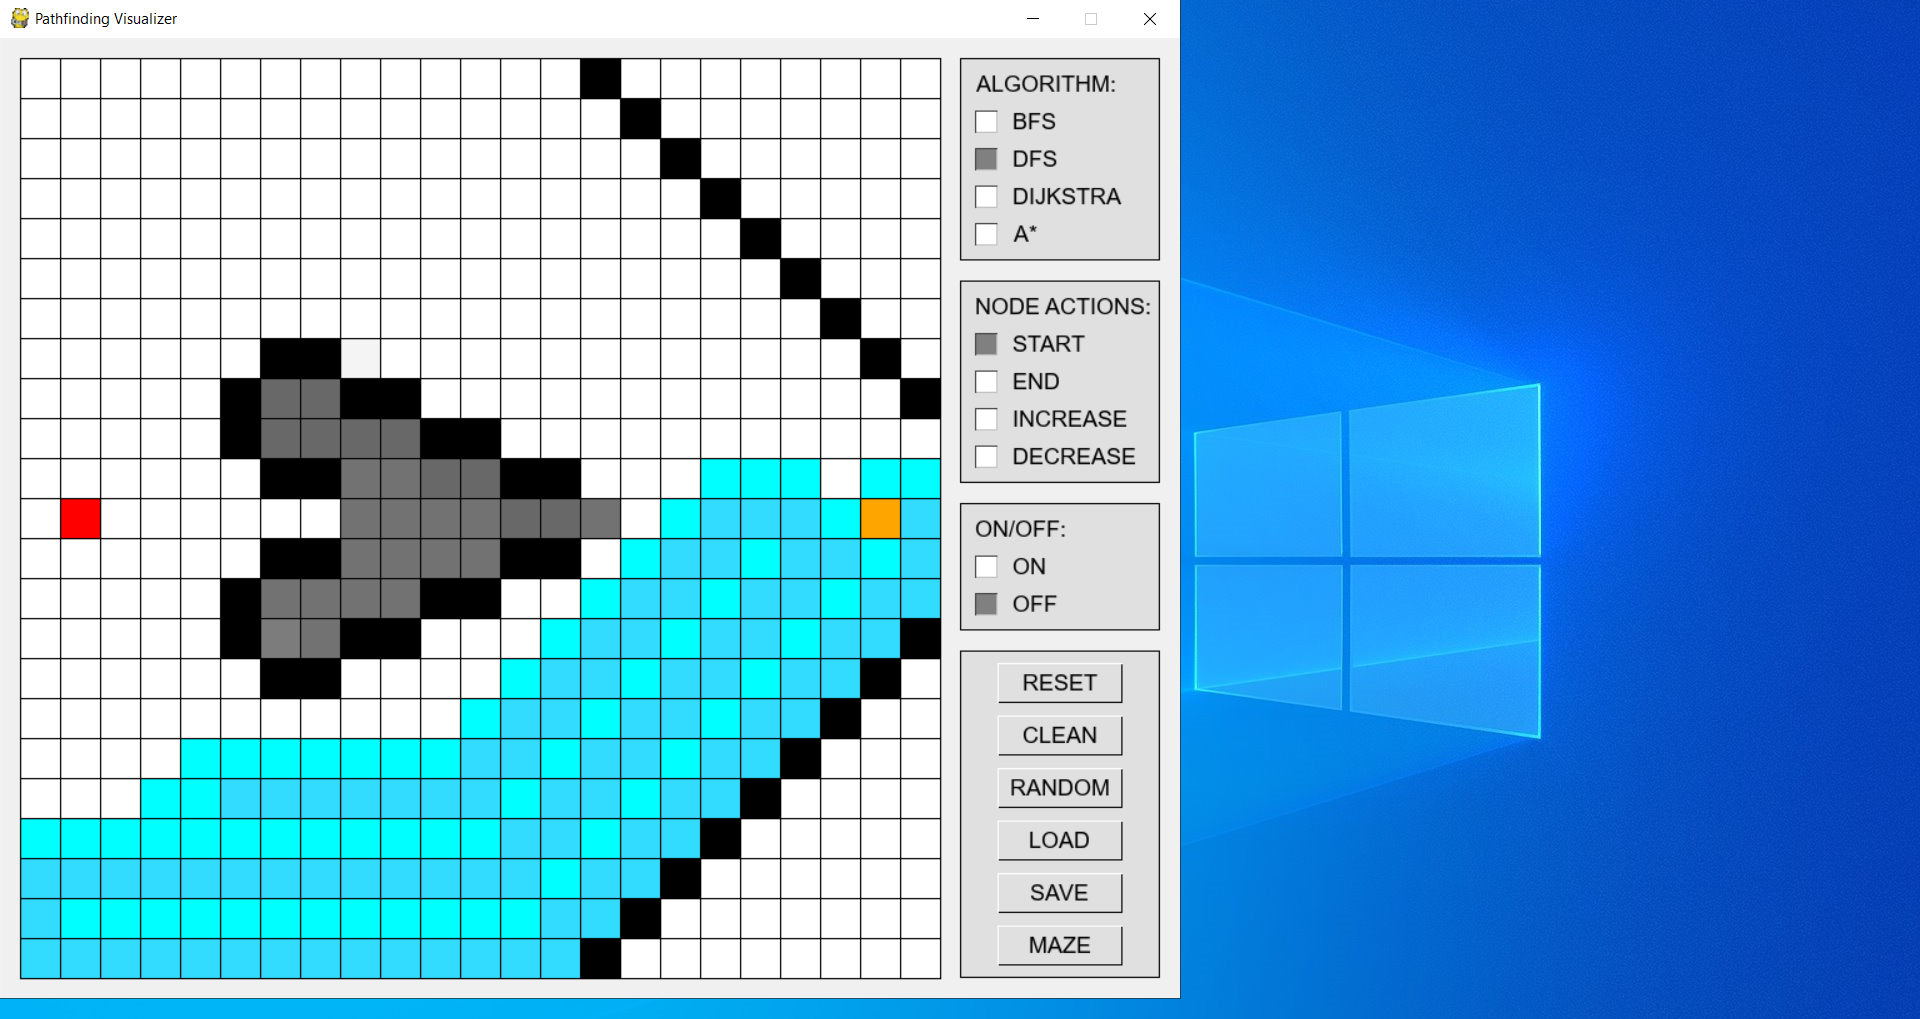 Pathfinding Visualizer
ALGORITHM:
BFS
DFS
DIJKSTRA
A*
NODE ACTIONS:
START
END
INCREASE
DECREASE
ON/OFF:
ON
OFF
RESET
CLEAN
RANDOM
LOAD
SAVE
MAZE